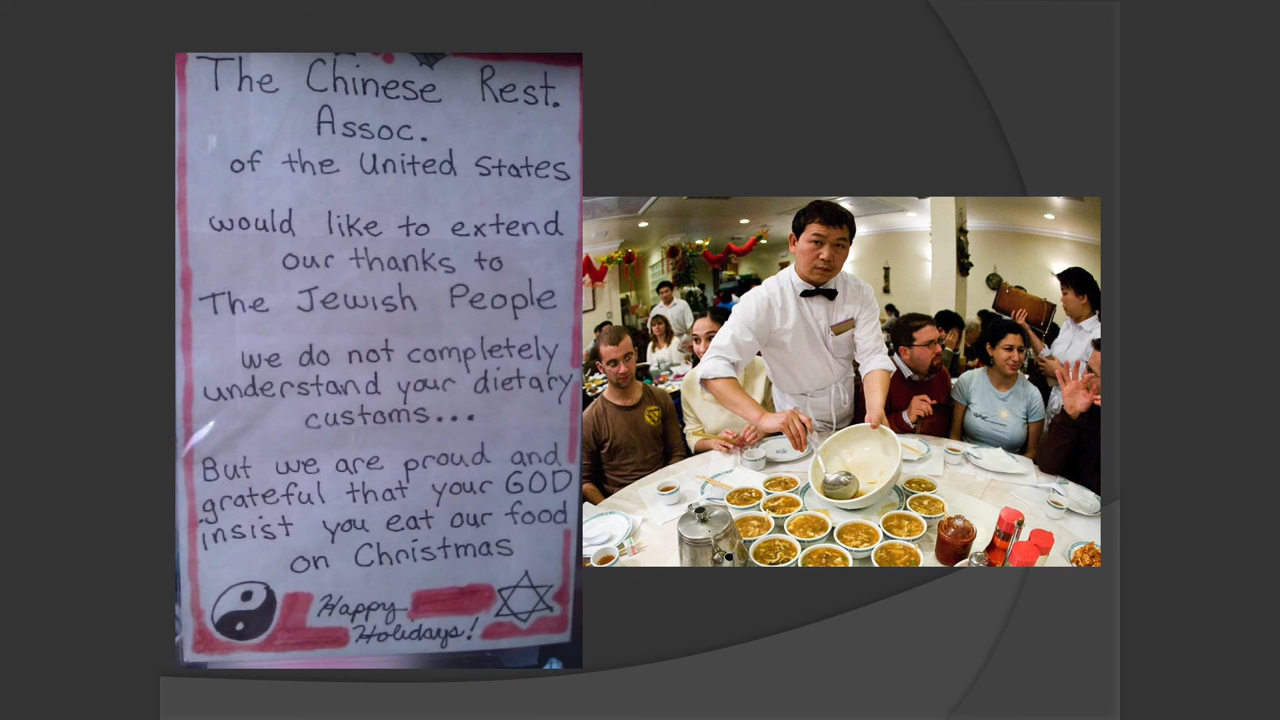 The Chinese Rest.
Assoc.
of the United States
would like to extend
our thanks to
The Jewish People
we do not completely
understand your dietary
customs...
But we are proud and
grateful that your GOD
insist you eat our food
on Christmas
Happy
Holidays!